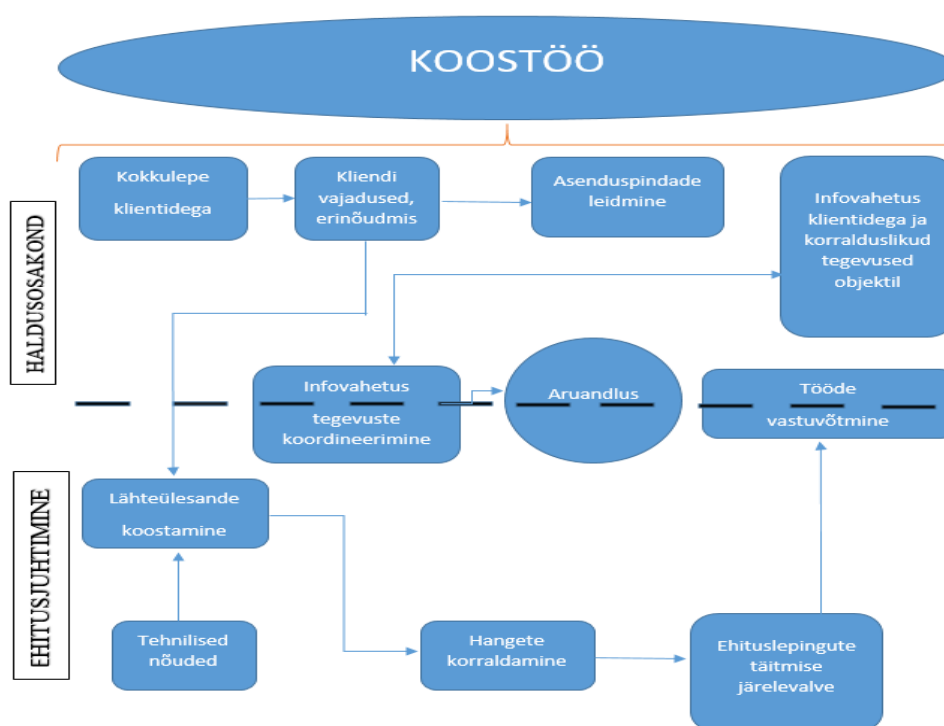 KOOSTÖÖ
HALDUSOSAKOND
Kokkulepe
klientidega
Kliendi
vajadused,
erinõudmis
Asenduspindade
leidmine
Infovahetus
klientidega ja
korralduslikud
tegevused
objektil
Infovahetus
tegevuste
koordineerimine
Aruandlus
Tööde
vastuvõtmine
EHITUSJUHTIMINE
Lähteülesande
koostamine
Tehnilised
nõuded
Hangete
korraldamine
Ehituslepingute
täitmise
järelevalve